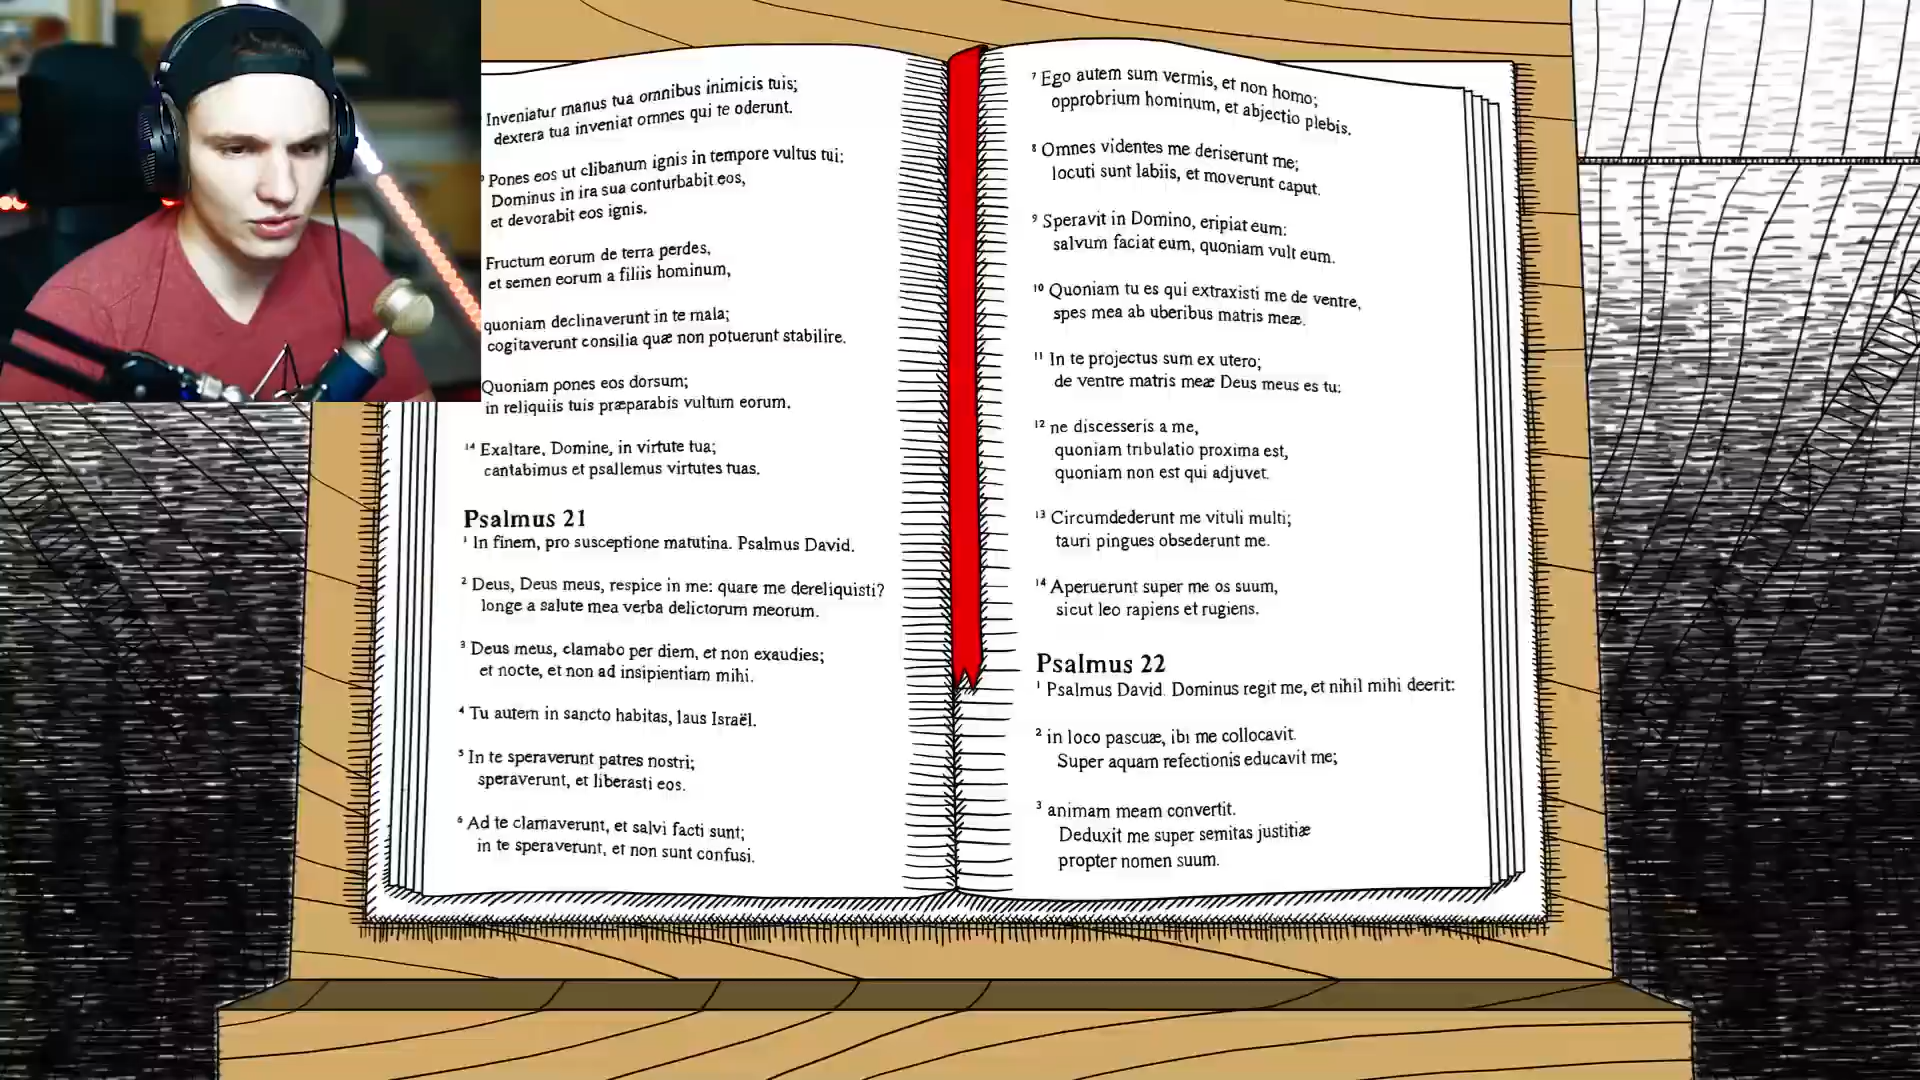 Inveniatur manus tua omnibus inimicis tuis;
dextera tua inveniat omnes qui te oderunt.
Pones eos ut clibanum ignis in tempore vultus tui:
Dominus in ira sua conturbabit eos,
et devorabit eos ignis.
Fructum eorum de terra perdes,
et semen eorum a filiis hominum,
quoniam declinaverunt in te mala;
cogitaverunt consilia quæ non potuerunt stabilire.
Quoniam pones eos dorsum;
in reliquiis tuis præparabis vultum eorum.
14 Exaltare, Domine, in virtute tua;
cantabimus et psallemus virtutes tuas.
Psalmus 21
1 In finem, pro susceptione matutina. Psalmus David.
2 Deus, Deus meus, respice in me: quare me dereliquisti?
longe a salute mea verba delictorum meorum.
3 Deus meus, clamabo per diem, et non exaudies;
et nocte, et non ad insipientiam mihi.
4 Tu autem in sancto habitas, laus Israël.
5 In te speraverunt patres nostri;
speraverunt, et liberasti eos.
6 Ad te clamaverunt, et salvi facti sunt;
in te speraverunt, et non sunt confusi.
7 Ego autem sum vermis, et non homo;
opprobrium hominum, et abjectio plebis.
8 Omnes videntes me deriserunt me;
locuti sunt labiis, et moverunt caput.
9 Speravit in Domino, eripiat eum:
salvum faciat eum, quoniam vult eum.
10 Quoniam tu es qui extraxisti me de ventre,
spes mea ab uberibus matris meæ.
11 In te projectus sum ex utero;
de ventre matris meæ Deus meus es tu:
12 ne discesseris a me,
quoniam tribulatio proxima est,
quoniam non est qui adjuvet.
13 Circumdederunt me vituli multi;
tauri pingues obsederunt me.
14 Aperuerunt super me os suum,
sicut leo rapiens et rugiens.
Psalmus 22
1 Psalmus David. Dominus regit me, et nihil mihi deerit:
2 in loco pascuæ, ibi me collocavit.
Super aquam refectionis educavit me;
3 animam meam convertit.
Deduxit me super semitas justitiæ
propter nomen suum.